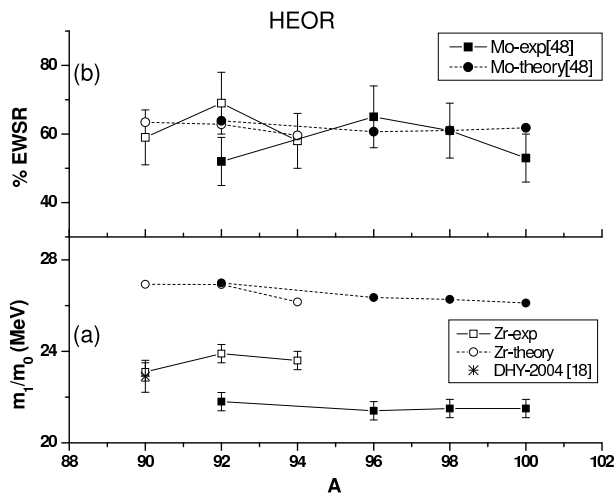 HEOR
(b)
Mo-exp[48]
Mo-theory[48]
% EWSR
80
60
40
28
24
20
m1/m0 (MeV)
(a)
Zr-exp
Zr-theory
DHY-2004 [18]
88 90 92 94 96 98 100 102
A